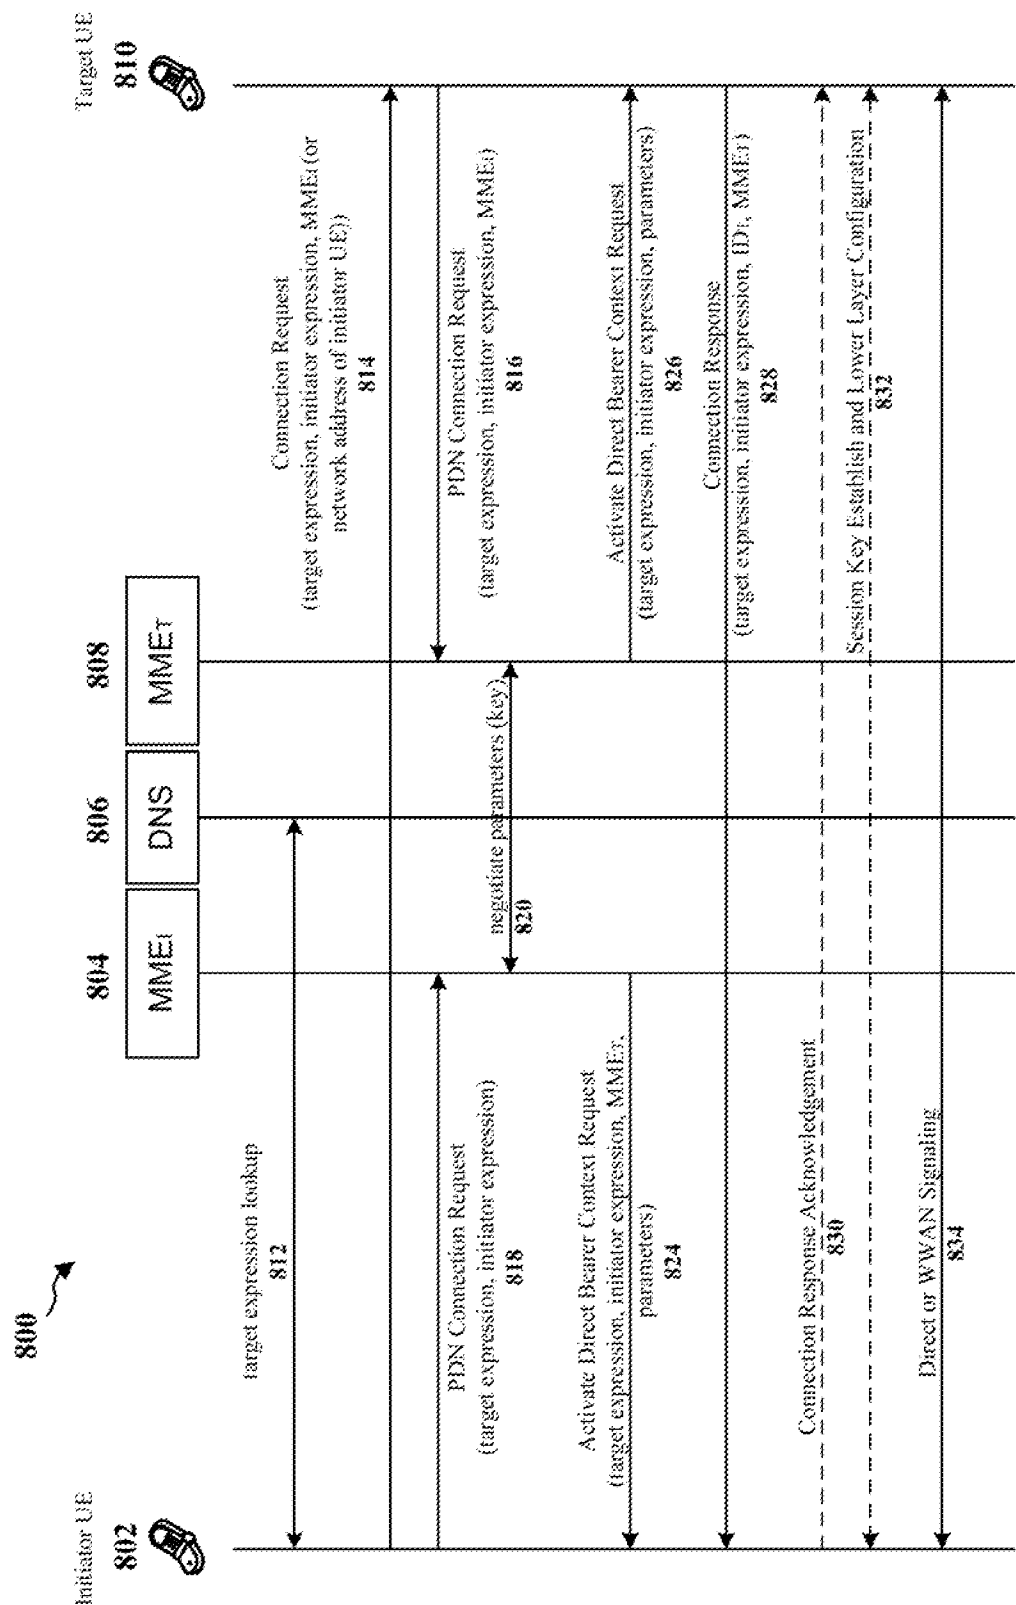 800
Initiator UE
802
804
806
808
Target UE
810
MMEI
DNS
MMET
target expression lookup
812
Connection Request
(target expression, initiator expression, MMEI (or
network address of initiator UE))
814
PDN Connection Request
(target expression, initiator expression, MMEI)
816
PDN Connection Request
(target expression, initiator expression)
818
negotiate parameters (key)
820
Activate Direct Bearer Context Request
(target expression, initiator expression, MMET,
parameters)
824
Activate Direct Bearer Context Request
(target expression, initiator expression, parameters)
826
Connection Response
(target expression, initiator expression, IDT, MMET)
828
Connection Response Acknowledgement
830
Session Key Establish and Lower Layer Configuration
832
Direct or WWAN Signaling
834